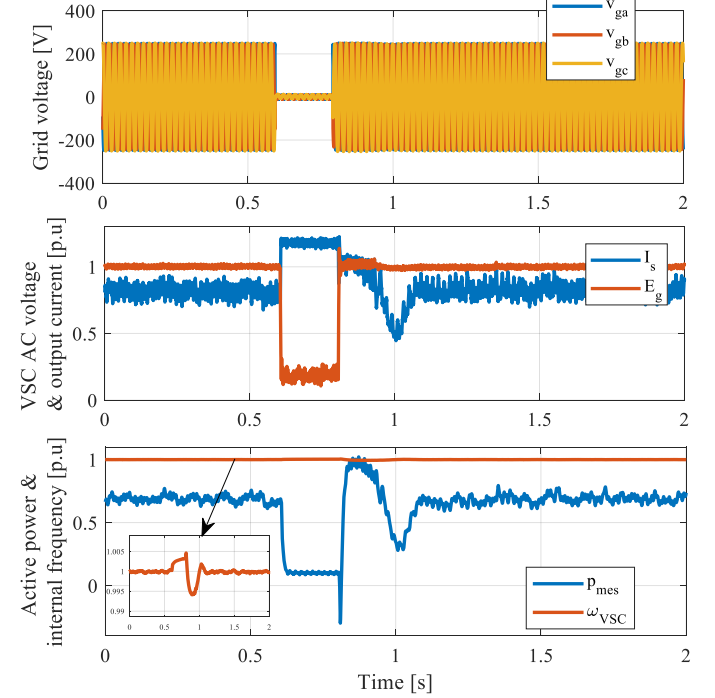 400
200
0
-200
-400
Grid voltage [V]
v_ga
v_gb
v_gc
0 0.5 1 1.5 2
VSC AC voltage
& output current [p.u]
1
0.5
0
I_s
E_g
0 0.5 1 1.5 2
Active power &
internal frequency [p.u]
1
0.5
0
1.005
1
0.995
0.99
0 0.5 1 1.5 2
p_mes
ω_VSC
0 0.5 1 1.5 2
Time [s]